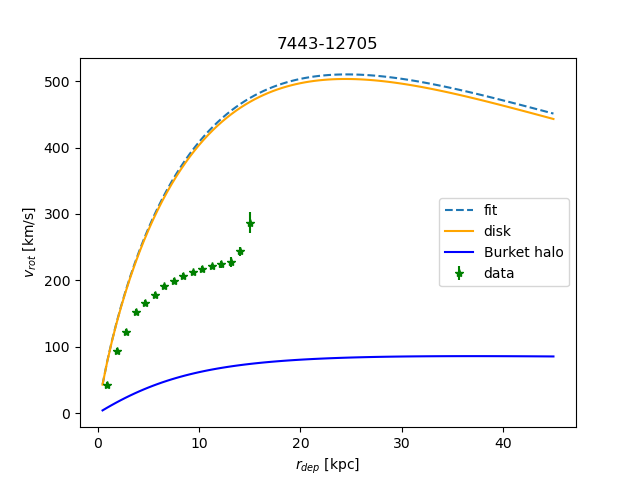 7443-12705
500
400
300
200
100
0
v_rot [km/s]
fit
disk
Burket halo
data
0
10
20
30
40
r_dep [kpc]